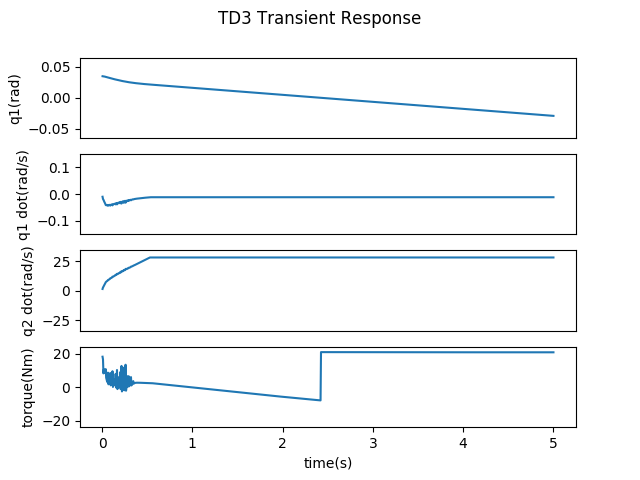 TD3 Transient Response
0.05
0.00
−0.05
q1(rad)
0.1
0.0
−0.1
q1 dot(rad/s)
25
0
−25
q2 dot(rad/s)
20
0
−20
torque(Nm)
0 1 2 3 4 5
time(s)